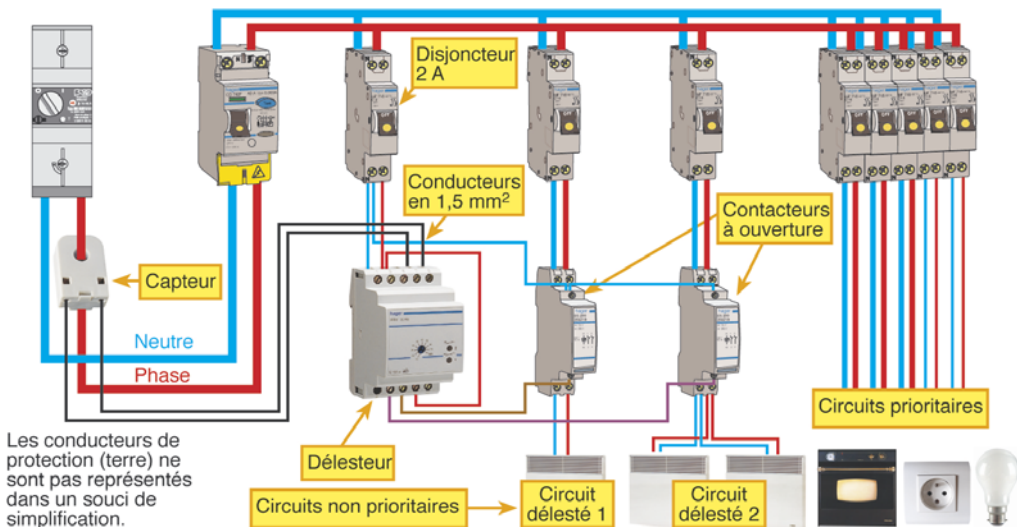 Disjoncteur
2 A
Conducteurs
en 1,5 mm²
Contacteurs
à ouverture
Capteur
Neutre
Phase
Circuits prioritaires
Les conducteurs de
protection (terre) ne
sont pas représentés
dans un souci de
simplification.
Délesteur
Circuits non prioritaires
Circuit
délesté 1
Circuit
délesté 2